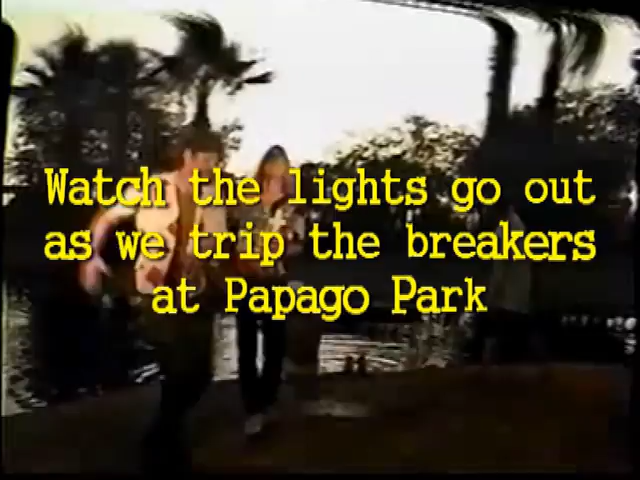 Watch the lights go out
as we trip the breakers
at Papago Park